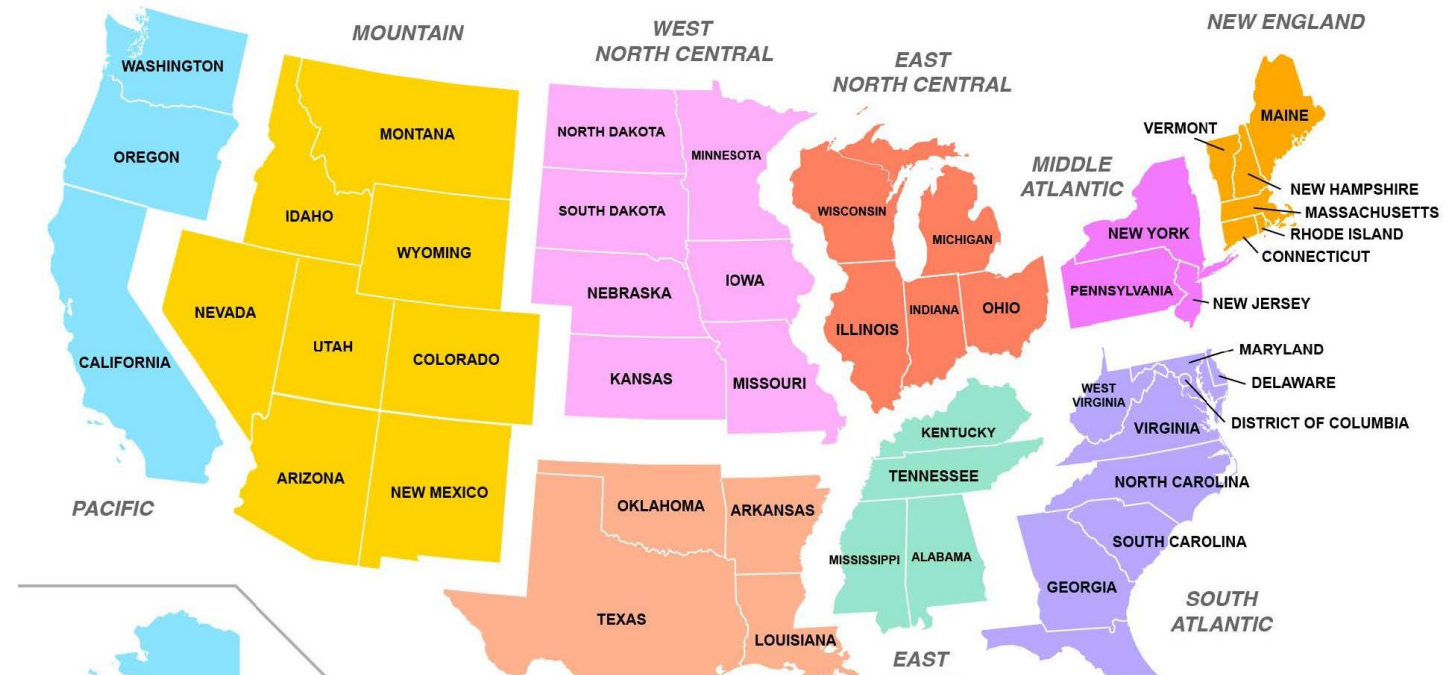 MOUNTAIN
WEST
NORTH CENTRAL
EAST
NORTH CENTRAL
NEW ENGLAND
WASHINGTON
OREGON
CALIFORNIA
PACIFIC
MONTANA
IDAHO
WYOMING
NEVADA
UTAH
COLORADO
ARIZONA
NEW MEXICO
NORTH DAKOTA
MINNESOTA
SOUTH DAKOTA
NEBRASKA
IOWA
KANSAS
MISSOURI
WISCONSIN
MICHIGAN
ILLINOIS
INDIANA
OHIO
MIDDLE
ATLANTIC
NEW YORK
PENNSYLVANIA
NEW JERSEY
MAINE
VERMONT
NEW HAMPSHIRE
MASSACHUSETTS
RHODE ISLAND
CONNECTICUT
MARYLAND
DELAWARE
DISTRICT OF COLUMBIA
WEST
VIRGINIA
VIRGINIA
NORTH CAROLINA
SOUTH CAROLINA
GEORGIA
SOUTH
ATLANTIC
KENTUCKY
TENNESSEE
MISSISSIPPI
ALABAMA
EAST
OKLAHOMA
ARKANSAS
TEXAS
LOUISIANA